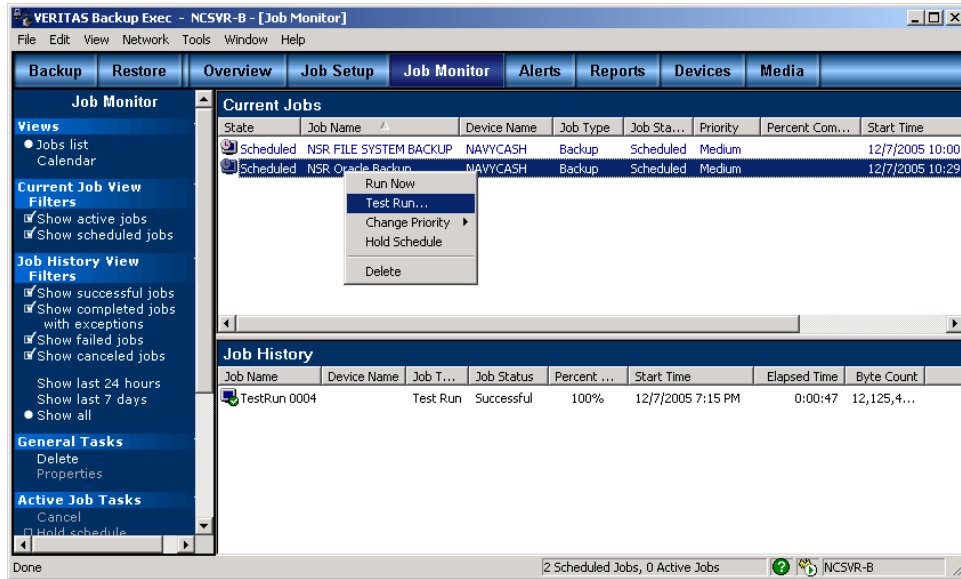 VERITAS Backup Exec - NCSVR-B - [Job Monitor]
File Edit View Network Tools Window Help
Backup Restore Overview Job Setup Job Monitor Alerts Reports Devices Media
Job Monitor
Views
Jobs list
Calendar
Current Job View
Filters
Show active jobs
Show scheduled jobs
Job History View
Filters
Show successful jobs
Show completed jobs
with exceptions
Show failed jobs
Show canceled jobs
Show last 24 hours
Show last 7 days
Show all
General Tasks
Delete
Properties
Active Job Tasks
Cancel
Hold schedule
Current Jobs
State Job Name Device Name Job Type Job Sta... Priority Percent Com... Start Time
Scheduled NSR FILE SYSTEM BACKUP NAVYCASH Backup Scheduled Medium 12/7/2005 10:00
Scheduled NSR Oracle Backup NAVYCASH Backup Scheduled Medium 12/7/2005 10:29
Run Now
Test Run...
Change Priority
Hold Schedule
Delete
Job History
Job Name Device Name Job T... Job Status Percent ... Start Time Elapsed Time Byte Count
TestRun 0004 Test Run Successful 100% 12/7/2005 7:15 PM 0:00:47 12,125,4...
Done 2 Scheduled Jobs, 0 Active Jobs NCSVR-B